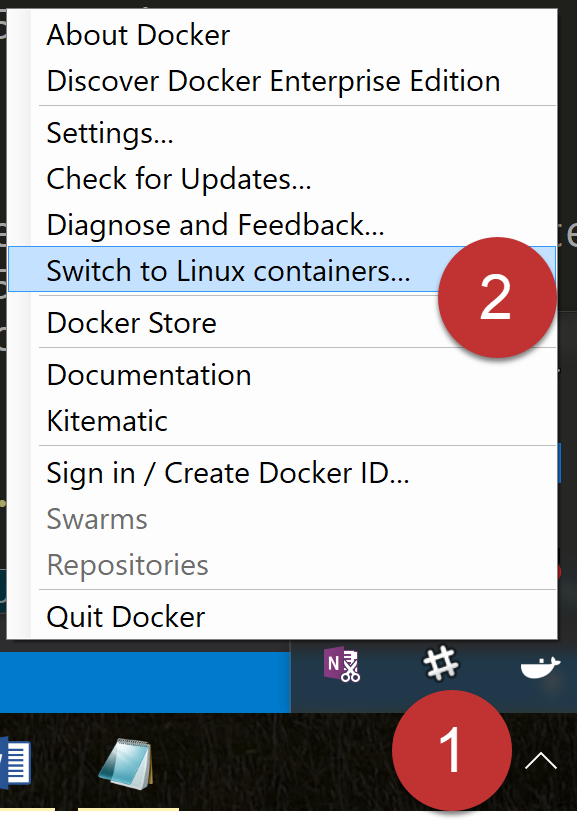 About Docker
Discover Docker Enterprise Edition
Settings...
Check for Updates...
Diagnose and Feedback...
Switch to Linux containers...
2
Docker Store
Documentation
Kitematic
Sign in / Create Docker ID...
Swarms
Repositories
Quit Docker
N
1